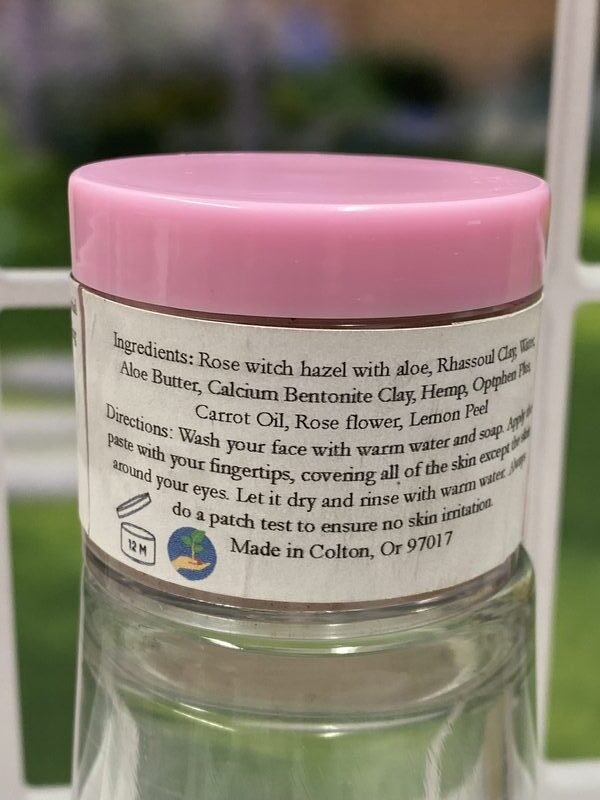 Ingredients: Rose witch hazel with aloe, Rhassoul Clay, Water,
Aloe Butter, Calcium Bentonite Clay, Hemp, Optphen Plus
Carrot Oil, Rose flower, Lemon Peel
Directions: Wash your face with warm water and soap. Apply the
paste with your fingertips, covering all of the skin except the skin
around your eyes. Let it dry and rinse with warm water. Always
do a patch test to ensure no skin irritation.
12 M
Made in Colton, Or 97017